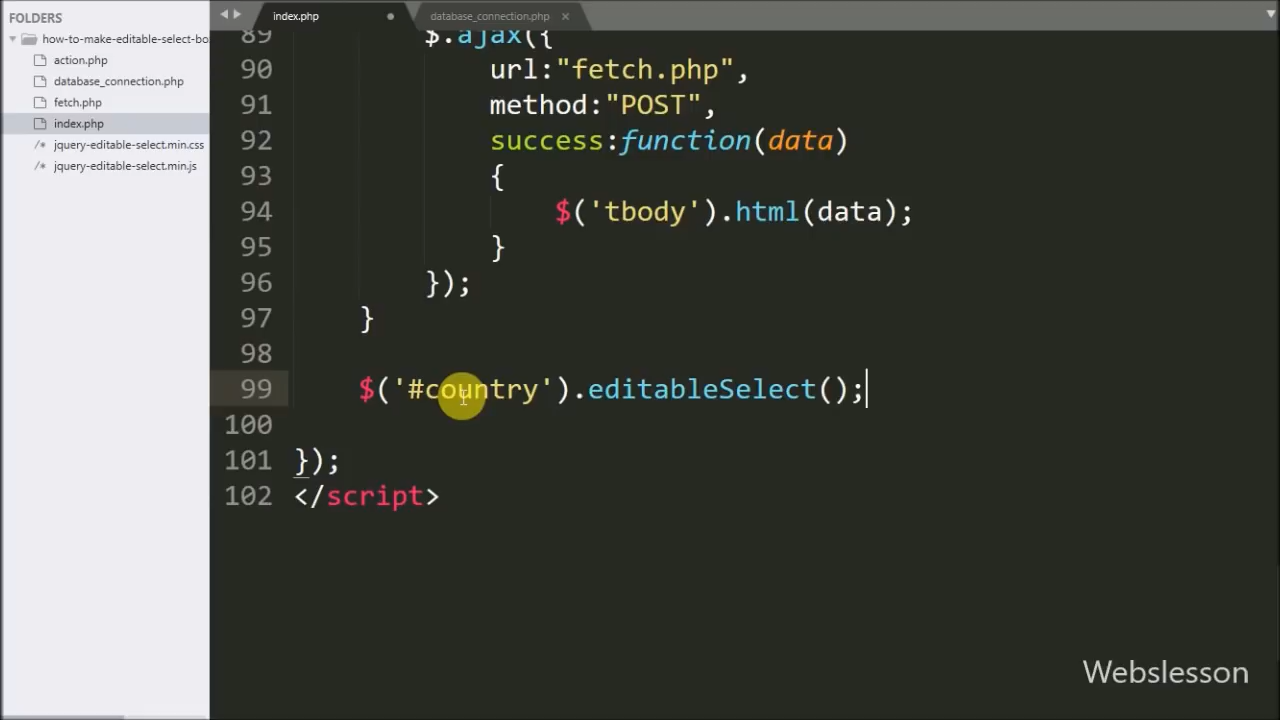 FOLDERS
how-to-make-editable-select-bo
action.php
database_connection.php
fetch.php
index.php
/* jquery-editable-select.min.css
/* jquery-editable-select.min.js
index.php
database_connection.php
89 $.ajax({
90 url:"fetch.php",
91 method:"POST",
92 success:function(data)
93 {
94 $('tbody').html(data);
95 }
96 });
97 }
98
99 $('#country').editableSelect();
100
101 });
102 </script>
Webslesson